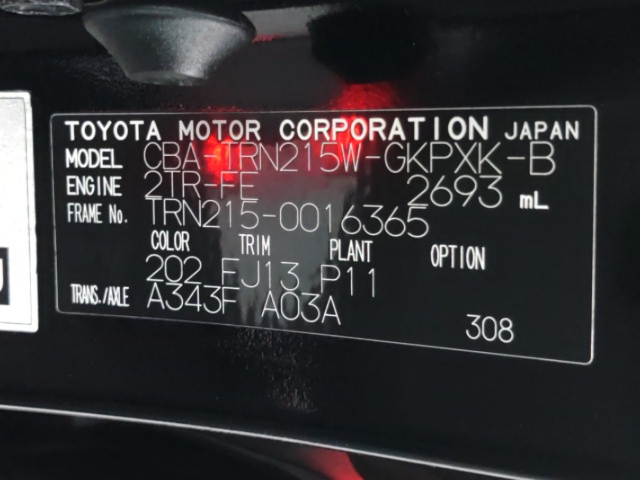 TOYOTA MOTOR CORPORATION JAPAN
MODEL CBA-TRN215W-GKPXK-B
ENGINE 2TR-FE 2693 mL
FRAME No. TRN215-0016365
COLOR TRIM PLANT OPTION
202 FJ13 P11
TRANS./AXLE A343F A03A
308